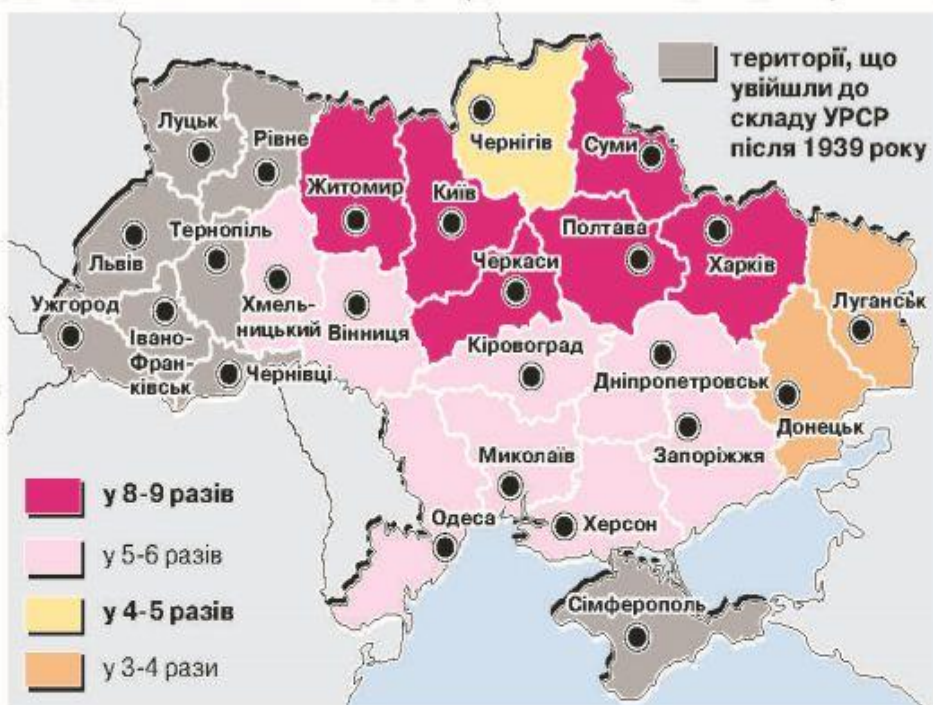 території, що
увійшли до
складу УРСР
після 1939 року
Луцьк
Рівне
Чернігів
Суми
Житомир
Київ
Львів
Тернопіль
Полтава
Харків
Черкаси
Ужгород
Івано-
Фран-
ківськ
Хмель-
ницький
Вінниця
Луганськ
Чернівці
Кіровоград
Дніпропетровськ
Донецьк
Миколаїв
Запоріжжя
Одеса
Херсон
Сімферополь
у 8-9 разів
у 5-6 разів
у 4-5 разів
у 3-4 рази